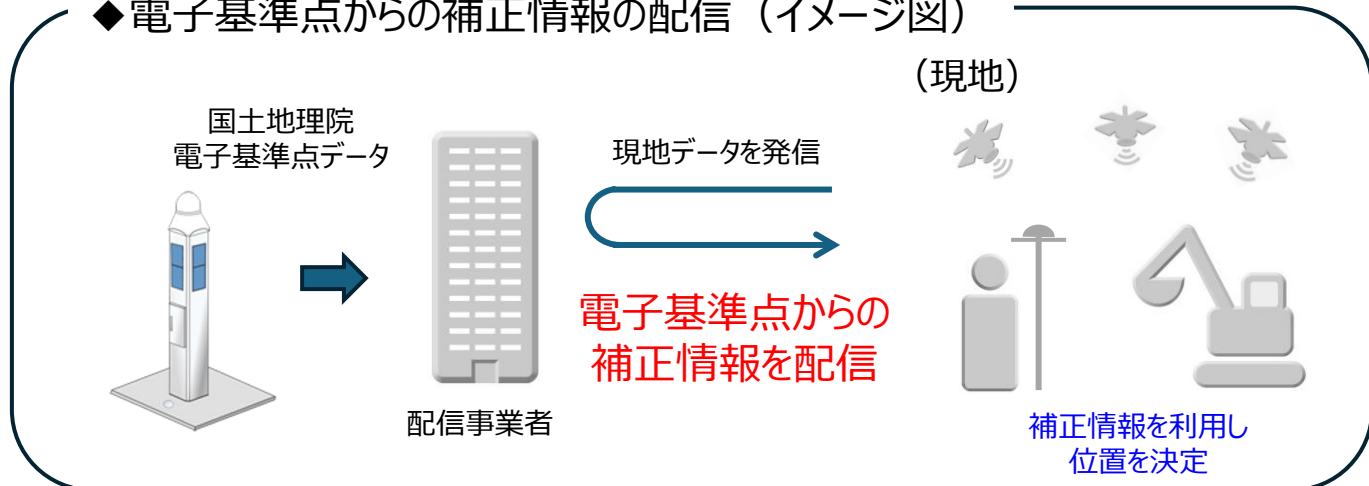 ◆電子基準点からの補正情報の配信（イメージ図）
（現地）
国土地理院
電子基準点データ
現地データを発信
電子基準点からの
補正情報を配信
配信事業者
補正情報を利用し
位置を決定